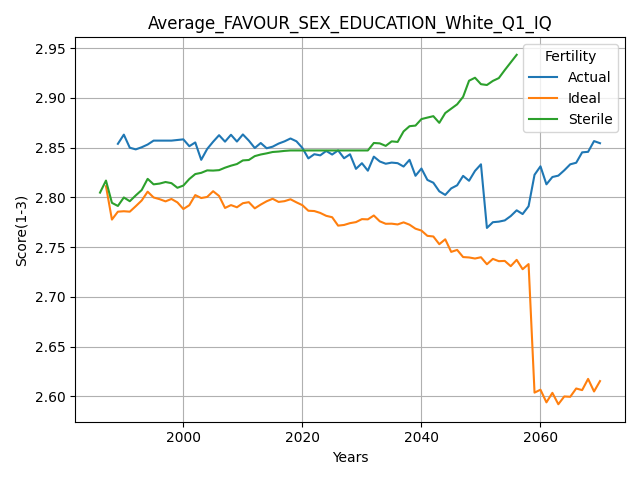 Average_FAVOUR_SEX_EDUCATION_White_Q1_IQ
Fertility
Actual
Ideal
Sterile
Score(1-3)
2.95
2.90
2.85
2.80
2.75
2.70
2.65
2.60
2000
2020
2040
2060
Years